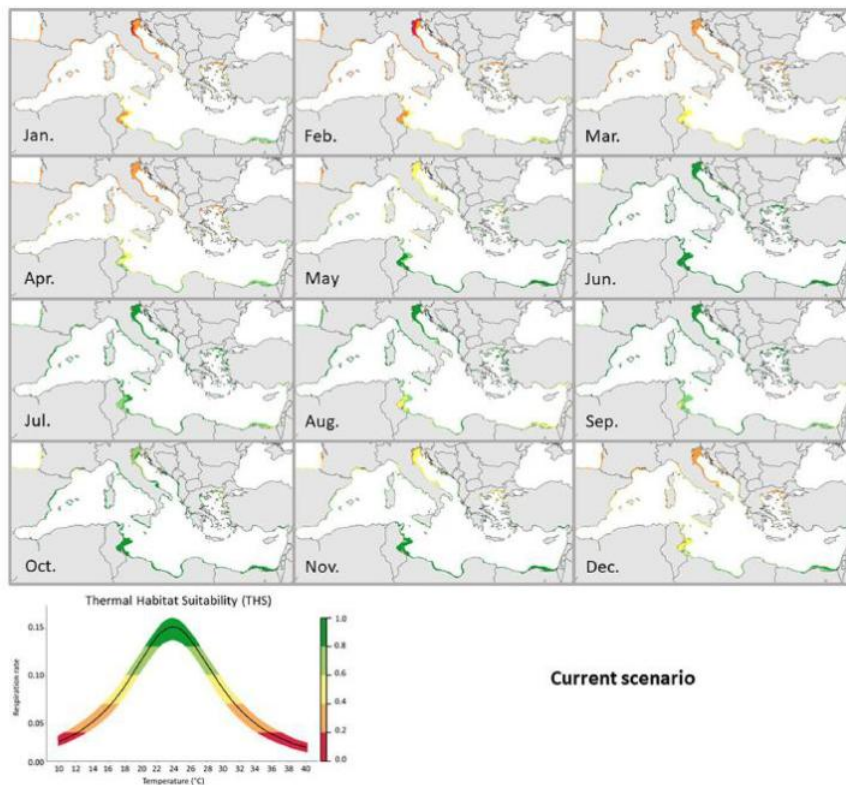 Jan.
Feb.
Mar.
Apr.
May
Jun.
Jul.
Aug.
Sep.
Oct.
Nov.
Dec.
Thermal Habitat Suitability (THS)
Respiration rate
0.15
0.10
0.05
0.00
10 12 14 16 18 20 22 24 26 28 30 32 34 36 38 40
Temperature (°C)
1.0
0.8
0.6
0.4
0.2
0.0
Current scenario